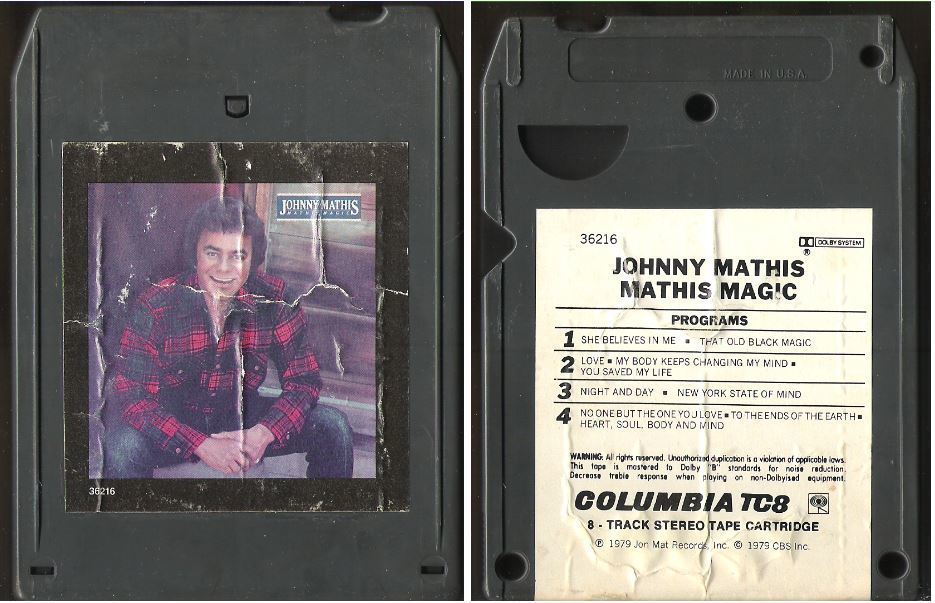 JOHNNY MATHIS
MATHIS MAGIC
36216
MADE IN U.S.A.
36216
DOLBY SYSTEM
®
JOHNNY MATHIS
MATHIS MAGIC
PROGRAMS
1 SHE BELIEVES IN ME ▪ THAT OLD BLACK MAGIC
2 LOVE ▪ MY BODY KEEPS CHANGING MY MIND ▪
YOU SAVED MY LIFE
3 NIGHT AND DAY ▪ NEW YORK STATE OF MIND
4 NO ONE BUT THE ONE YOU LOVE ▪ TO THE ENDS OF THE EARTH ▪
HEART, SOUL, BODY AND MIND
WARNING: All rights reserved. Unauthorized duplication is a violation of applicable laws.
This tape is mastered to Dolby "B" standards for noise reduction.
Decrease treble response when playing on non-Dolbyised equipment.
COLUMBIA TC8
8 - TRACK STEREO TAPE CARTRIDGE
℗ 1979 Jon Mat Records, Inc. © 1979 CBS Inc.